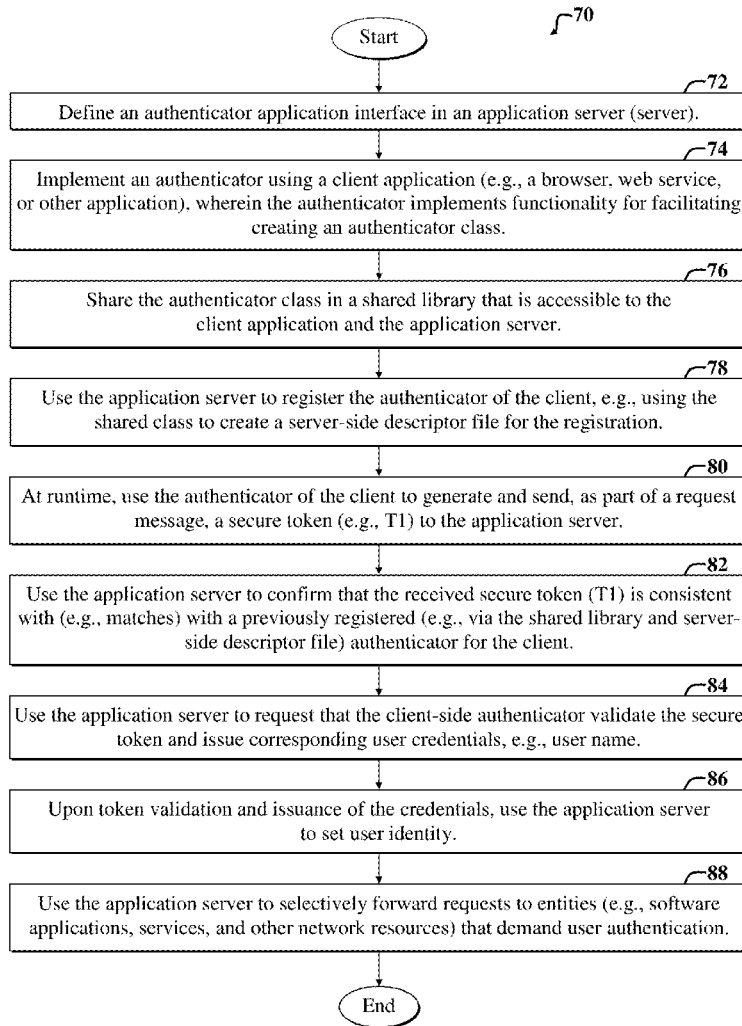 70
Start
72
Define an authenticator application interface in an application server (server).
74
Implement an authenticator using a client application (e.g., a browser, web service,
or other application), wherein the authenticator implements functionality for facilitating
creating an authenticator class.
76
Share the authenticator class in a shared library that is accessible to the
client application and the application server.
78
Use the application server to register the authenticator of the client, e.g., using the
shared class to create a server-side descriptor file for the registration.
80
At runtime, use the authenticator of the client to generate and send, as part of a request
message, a secure token (e.g., T1) to the application server.
82
Use the application server to confirm that the received secure token (T1) is consistent
with (e.g., matches) with a previously registered (e.g., via the shared library and server-
side descriptor file) authenticator for the client.
84
Use the application server to request that the client-side authenticator validate the secure
token and issue corresponding user credentials, e.g., user name.
86
Upon token validation and issuance of the credentials, use the application server
to set user identity.
88
Use the application server to selectively forward requests to entities (e.g., software
applications, services, and other network resources) that demand user authentication.
End